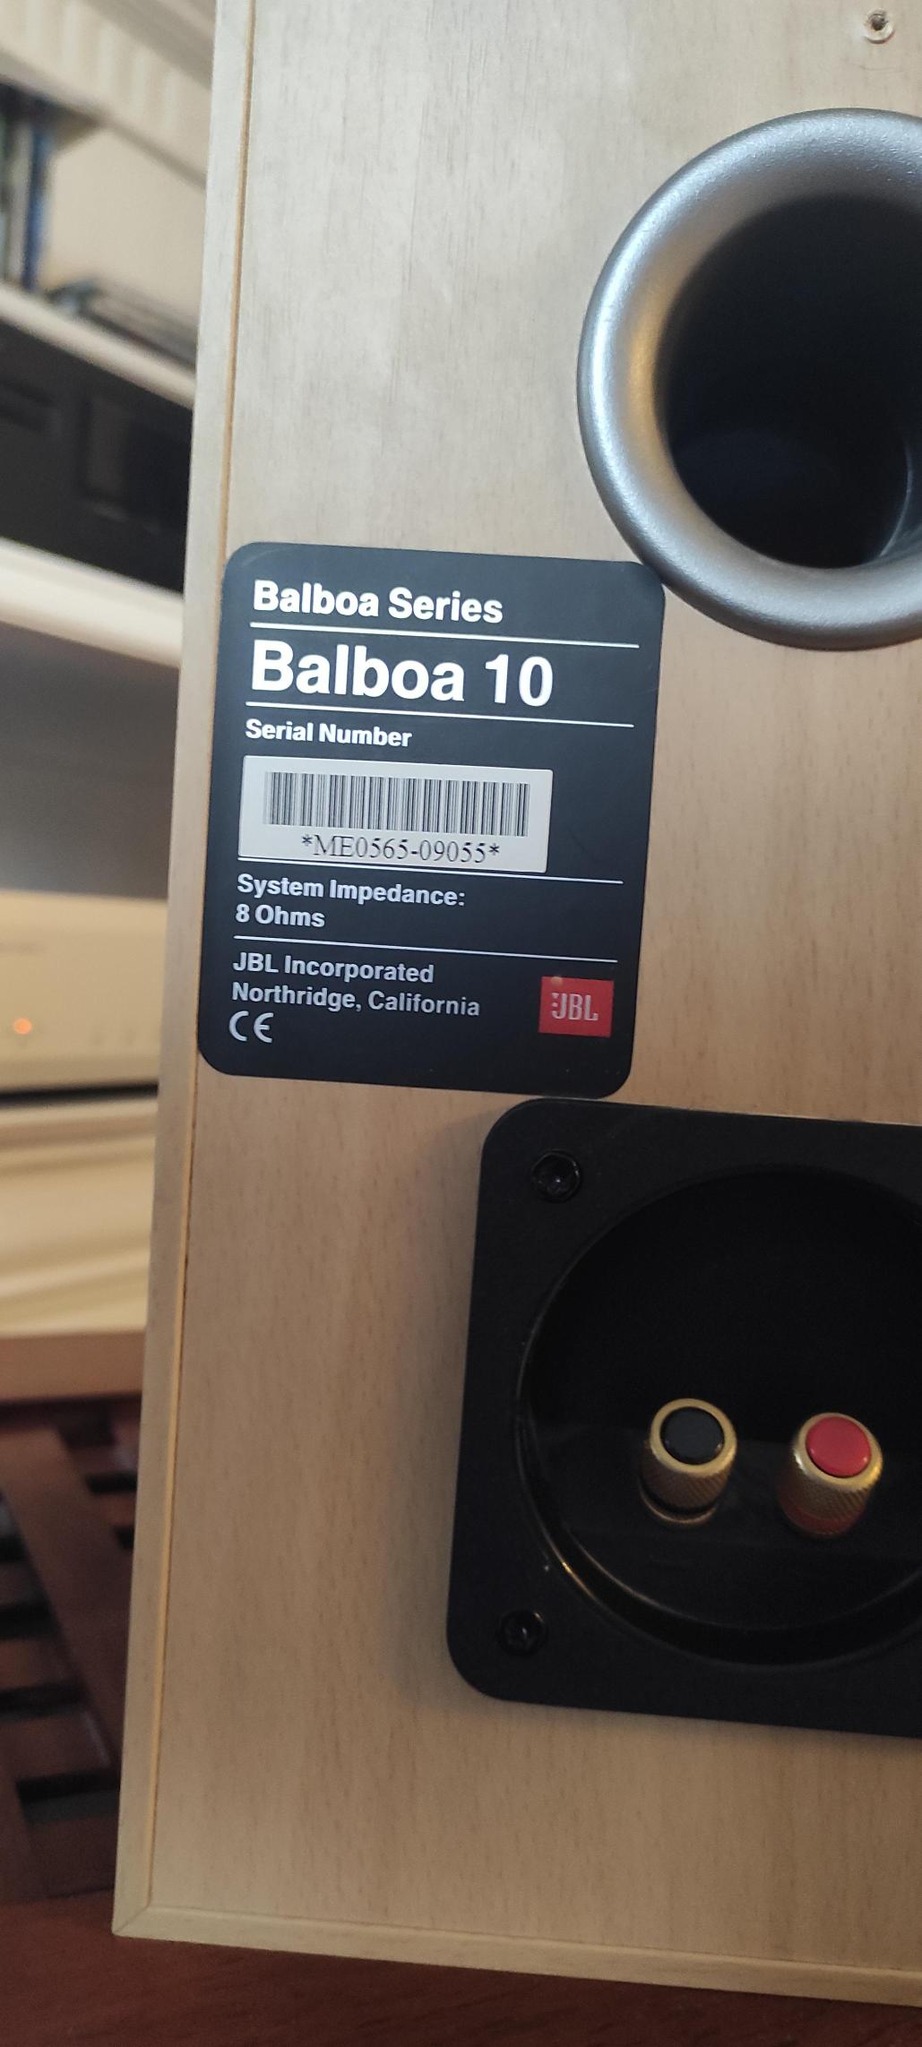 Balboa Series
Balboa 10
Serial Number
*ME0565-09055*
System Impedance:
8 Ohms
JBL Incorporated
Northridge, California
CE
JBL